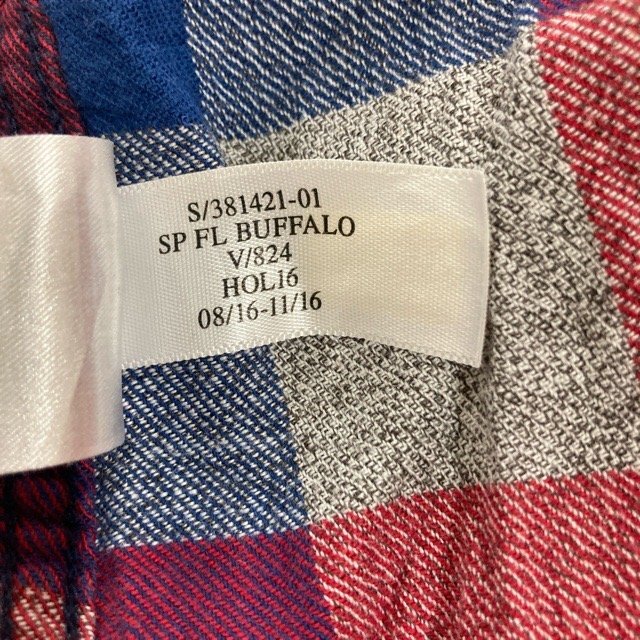 S/381421-01
SP FL BUFFALO
V/824
HOL16
08/16-11/16